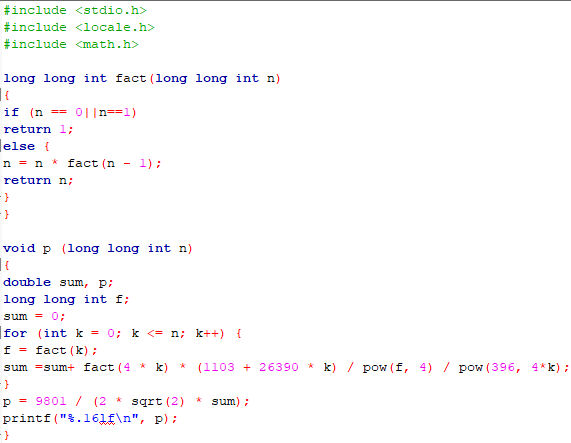 #include <stdio.h>
#include <locale.h>
#include <math.h>
long long int fact(long long int n)
{
if (n == 0||n==1)
return 1;
else {
n = n * fact(n - 1);
return n;
}
}
void p (long long int n)
{
double sum, p;
long long int f;
sum = 0;
for (int k = 0; k <= n; k++) {
f = fact(k);
sum =sum+ fact(4 * k) * (1103 + 26390 * k) / pow(f, 4) / pow(396, 4*k);
}
p = 9801 / (2 * sqrt(2) * sum);
printf("%.16lf\n", p);
}